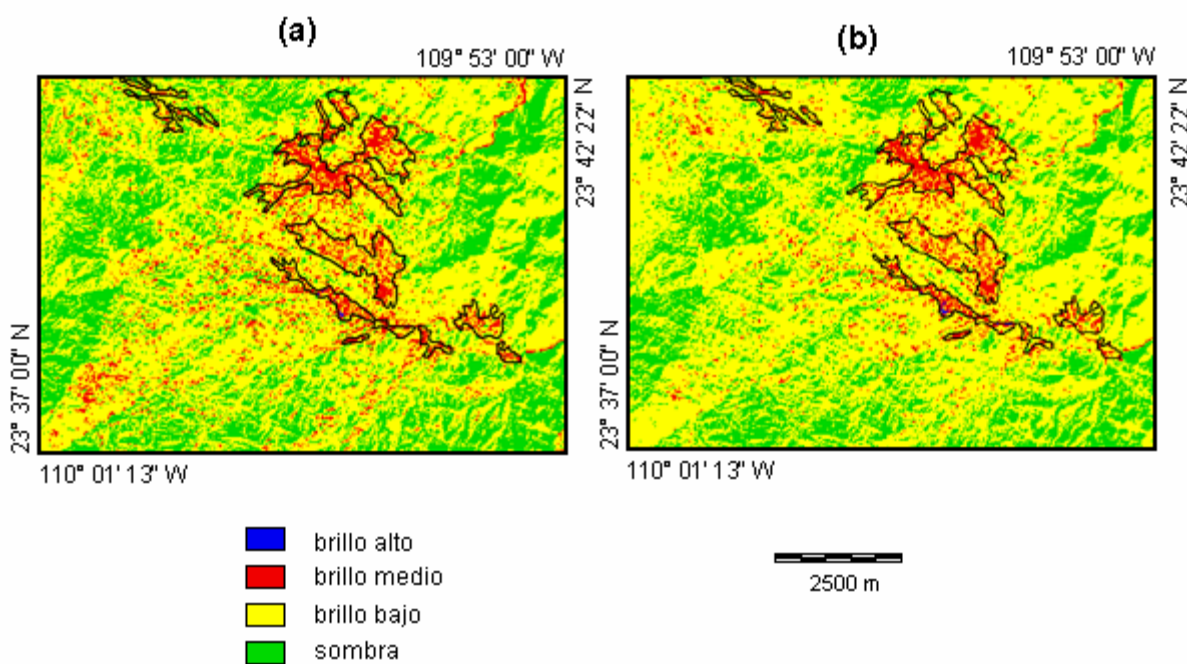 (a)
(b)
109° 53' 00" W
109° 53' 00" W
23° 42' 22" N
23° 42' 22" N
23° 37' 00" N
23° 37' 00" N
110° 01' 13" W
110° 01' 13" W
brillo alto
brillo medio
brillo bajo
sombra
2500 m